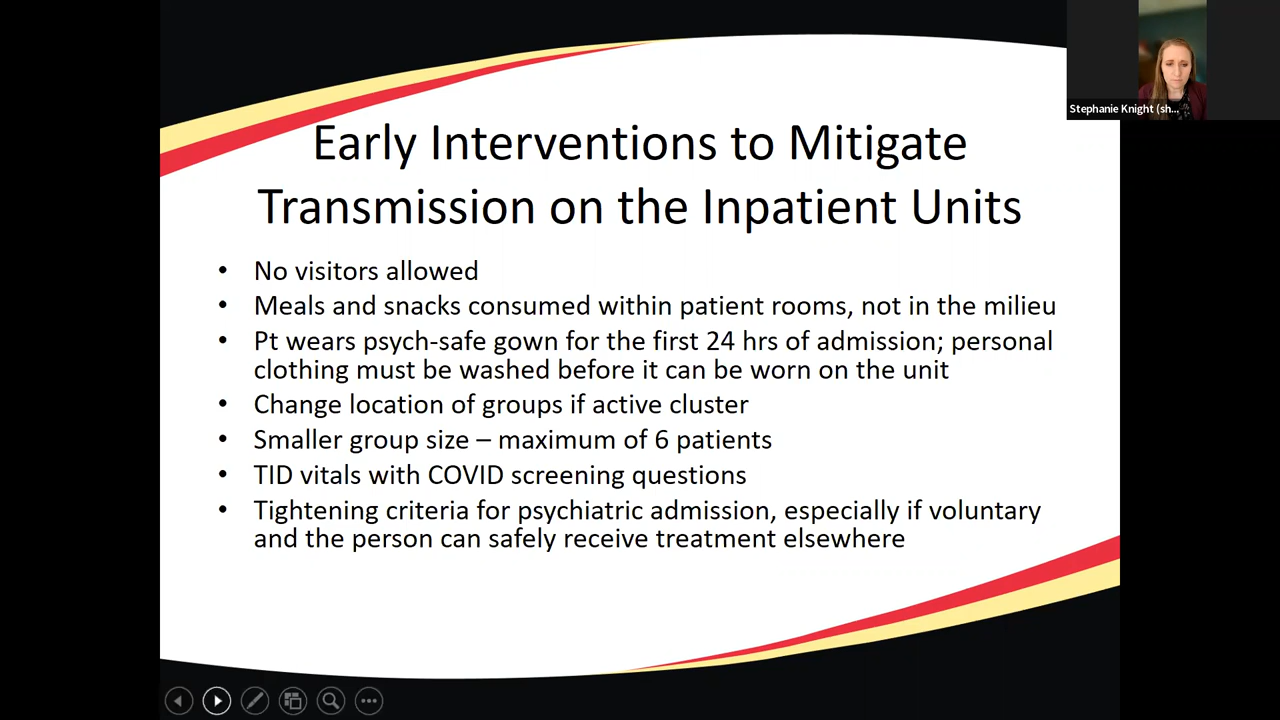 Stephanie Knight (sh...
Early Interventions to Mitigate
Transmission on the Inpatient Units
• No visitors allowed
• Meals and snacks consumed within patient rooms, not in the milieu
• Pt wears psych-safe gown for the first 24 hrs of admission; personal
clothing must be washed before it can be worn on the unit
• Change location of groups if active cluster
• Smaller group size – maximum of 6 patients
• TID vitals with COVID screening questions
• Tightening criteria for psychiatric admission, especially if voluntary
and the person can safely receive treatment elsewhere